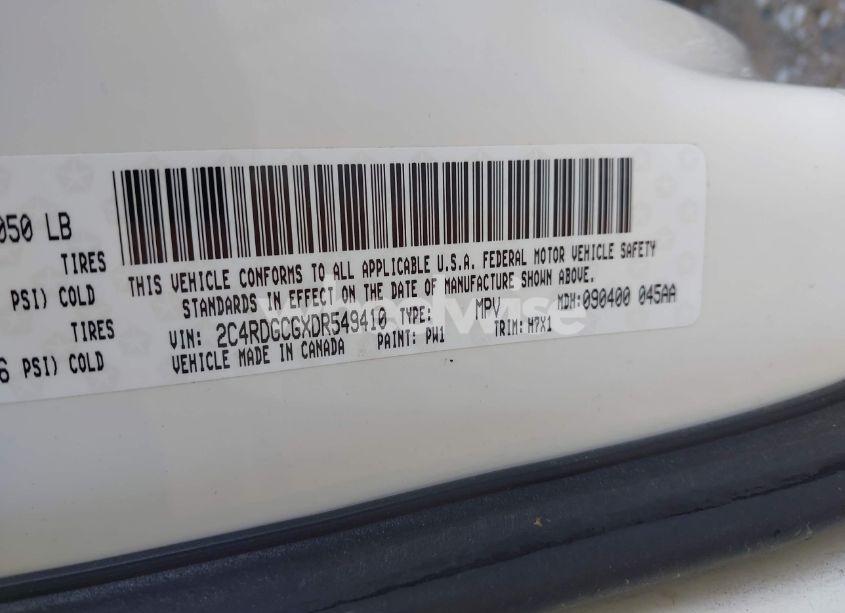 050 LB
TIRES
PSI) COLD
TIRES
6 PSI) COLD
THIS VEHICLE CONFORMS TO ALL APPLICABLE U.S.A. FEDERAL MOTOR VEHICLE SAFETY
STANDARDS IN EFFECT ON THE DATE OF MANUFACTURE SHOWN ABOVE.
VIN: 2C4RDGCGXDR549410 TYPE: MPV MDH:090400 045AA
VEHICLE MADE IN CANADA PAINT: PW1 TRIM: H7X1